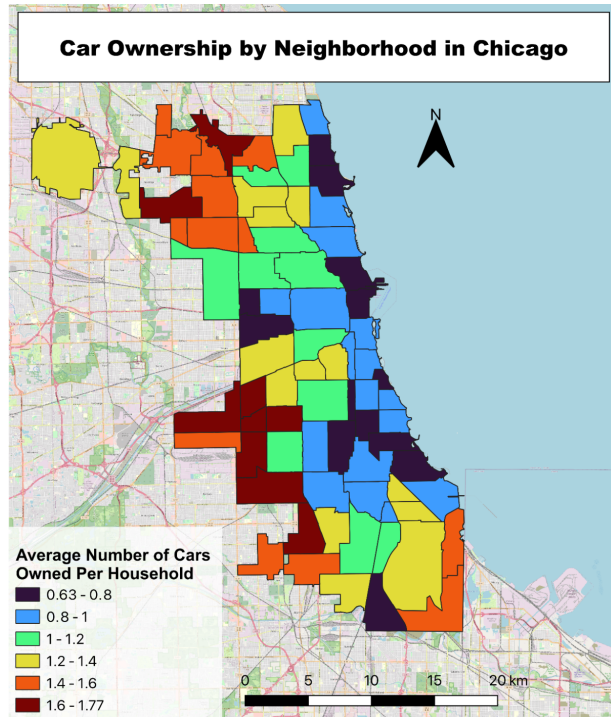 Car Ownership by Neighborhood in Chicago
N
Average Number of Cars
Owned Per Household
0.63 - 0.8
0.8 - 1
1 - 1.2
1.2 - 1.4
1.4 - 1.6
1.6 - 1.77
0 5 10 15 20 km